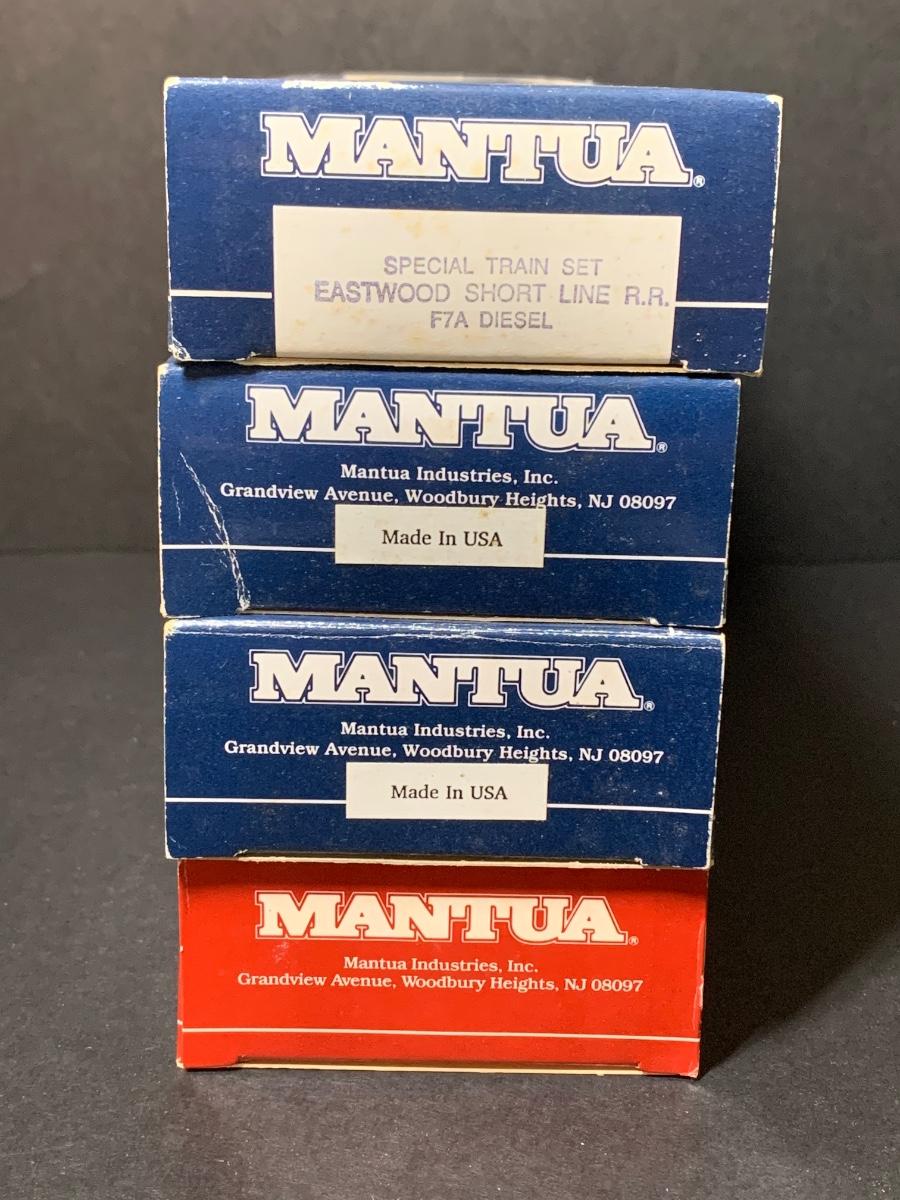 MANTUA®
SPECIAL TRAIN SET
EASTWOOD SHORT LINE R.R.
F7A DIESEL
MANTUA®
Mantua Industries, Inc.
Grandview Avenue, Woodbury Heights, NJ 08097
Made In USA
MANTUA®
Mantua Industries, Inc.
Grandview Avenue, Woodbury Heights, NJ 08097
Made In USA
MANTUA®
Mantua Industries, Inc.
Grandview Avenue, Woodbury Heights, NJ 08097